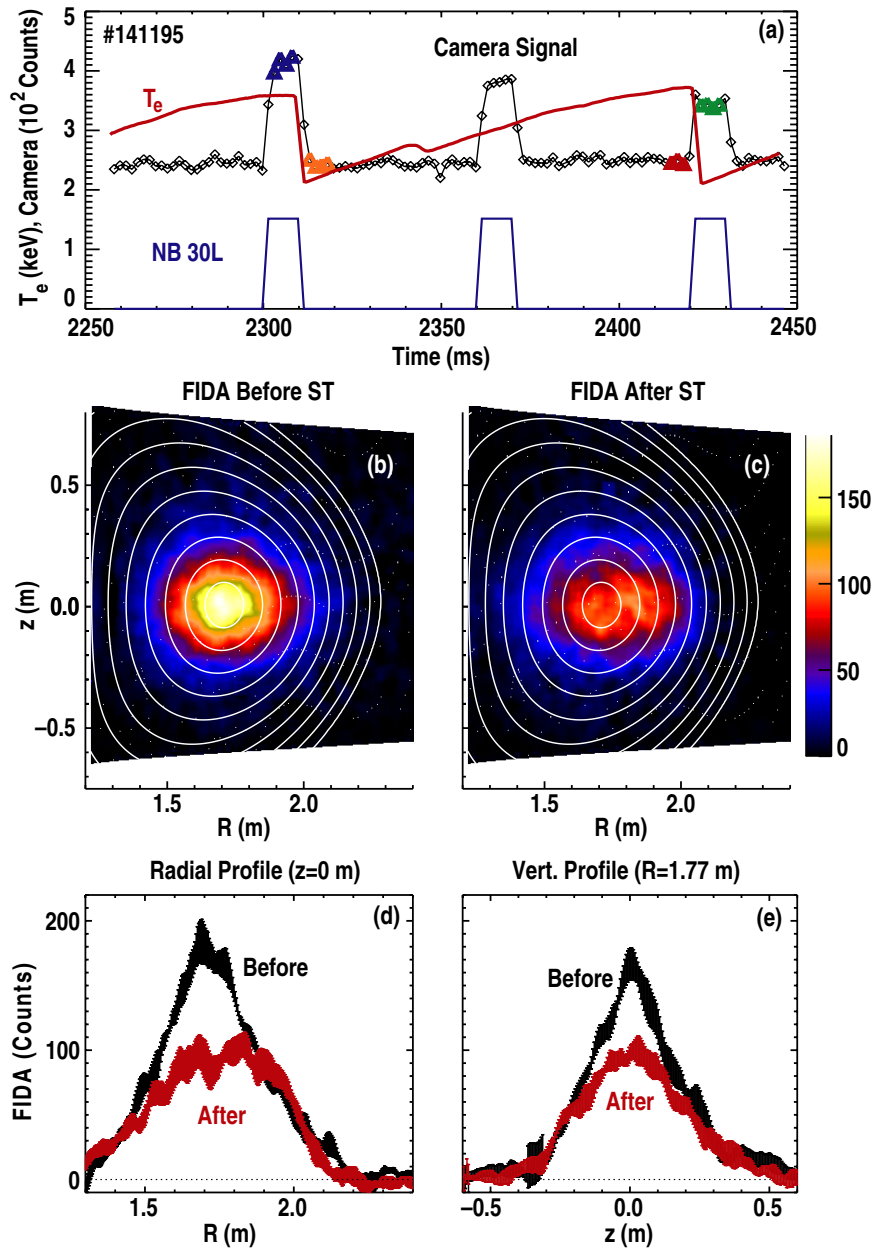 #141195
Camera Signal
(a)
T_e
NB 30L
T_e (keV), Camera (10^2 Counts)
5
4
3
2
1
0
2250
2300
2350
2400
2450
Time (ms)
FIDA Before ST
FIDA After ST
(b)
(c)
z (m)
0.5
0.0
−0.5
1.5
2.0
R (m)
1.5
2.0
R (m)
150
100
50
0
Radial Profile (z=0 m)
Vert. Profile (R=1.77 m)
(d)
(e)
FIDA (Counts)
200
100
0
Before
After
Before
After
1.5
2.0
R (m)
−0.5
0.0
0.5
z (m)